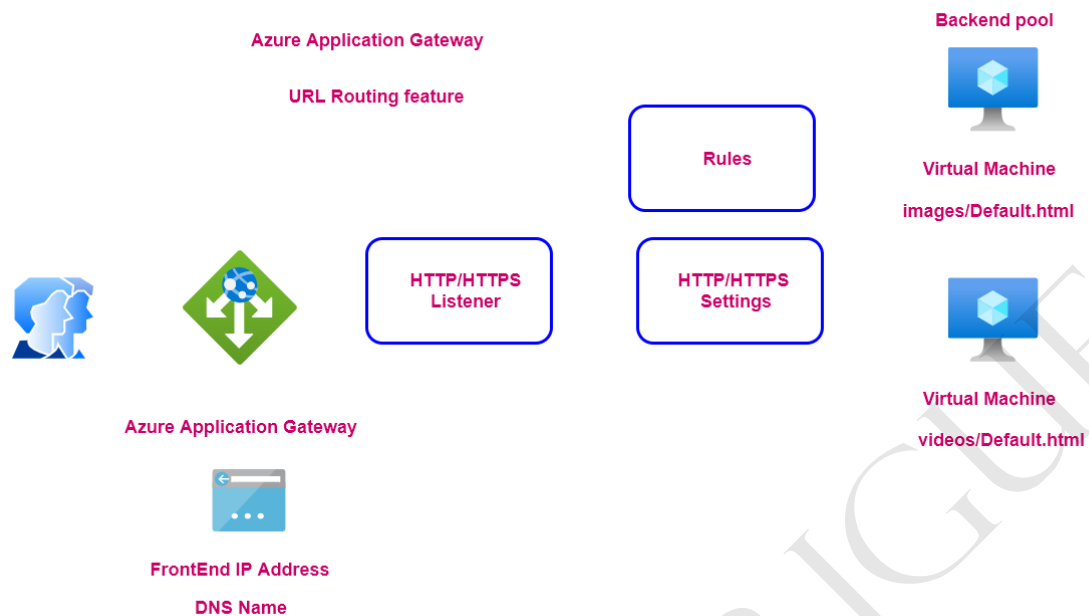 Azure Application Gateway
URL Routing feature
Backend pool
Rules
Virtual Machine
images/Default.html
HTTP/HTTPS
Listener
HTTP/HTTPS
Settings
Azure Application Gateway
Virtual Machine
videos/Default.html
FrontEnd IP Address
DNS Name